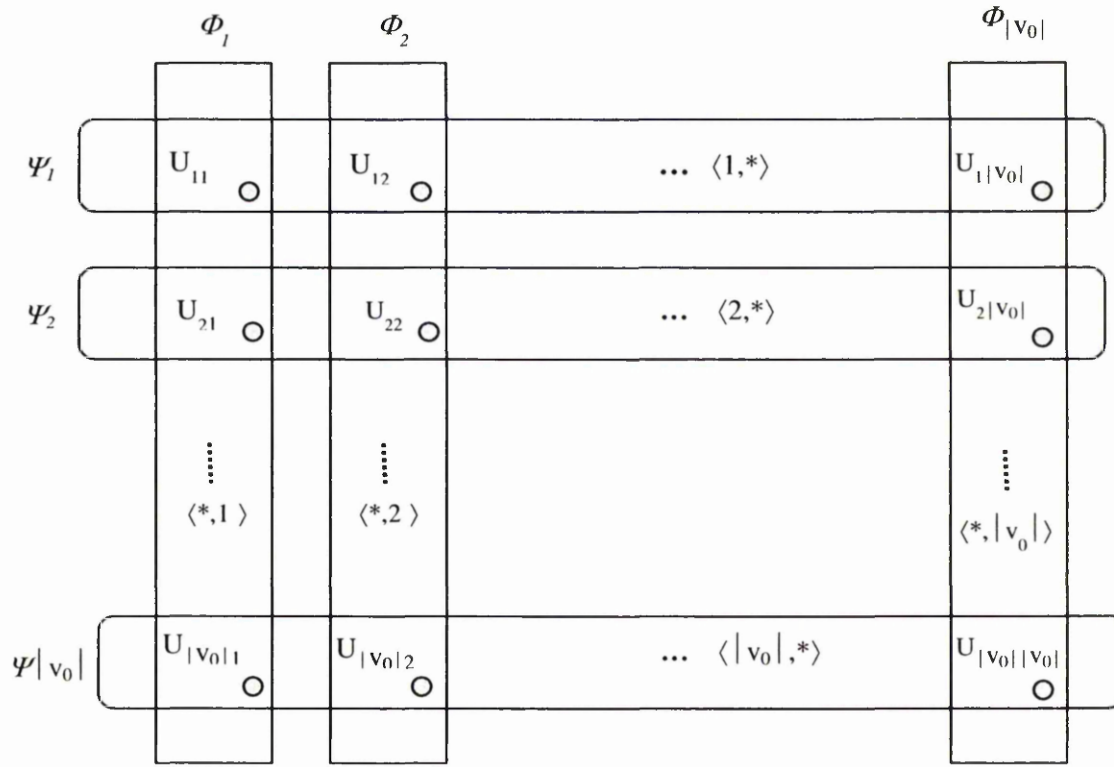 Φ₁ Φ₂ Φ|v₀|
Ψ₁ U₁₁ U₁₂ ... ⟨1,*⟩ U₁|v₀|
Ψ₂ U₂₁ U₂₂ ... ⟨2,*⟩ U₂|v₀|
⟨*,1⟩ ⟨*,2⟩ ⟨*,|v₀|⟩
Ψ|v₀| U|v₀|1 U|v₀|2 ... ⟨|v₀|,*⟩ U|v₀||v₀|